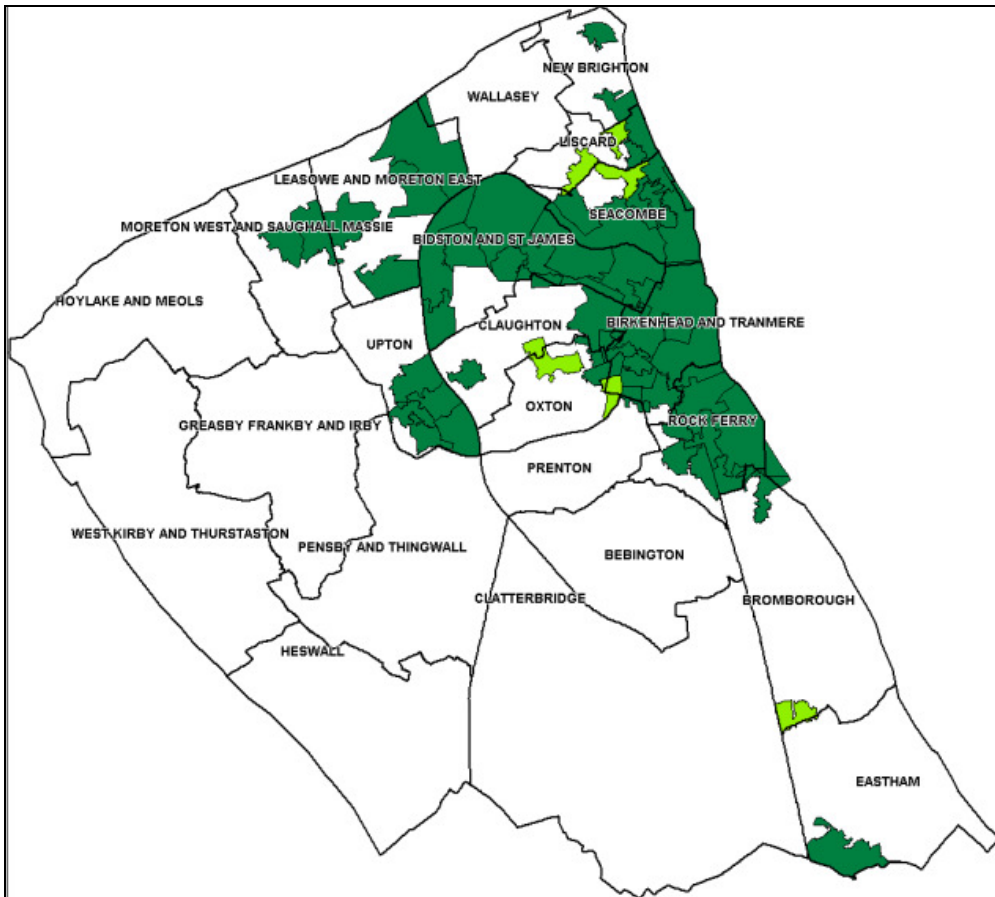 NEW BRIGHTON
WALLASEY
LISCARD
LEASOWE AND MORETON EAST
SEACOMBE
MORETON WEST AND SAUGHALL MASSIE
BIDSTON AND ST JAMES
HOYLAKE AND MEOLS
CLAUGHTON
BIRKENHEAD AND TRANMERE
UPTON
OXTON
GREASBY FRANKBY AND IRBY
ROCK FERRY
PRENTON
WEST KIRBY AND THURSTASTON
PENSBY AND THINGWALL
BEBINGTON
CLATTERBRIDGE
BROMBOROUGH
HESWALL
EASTHAM